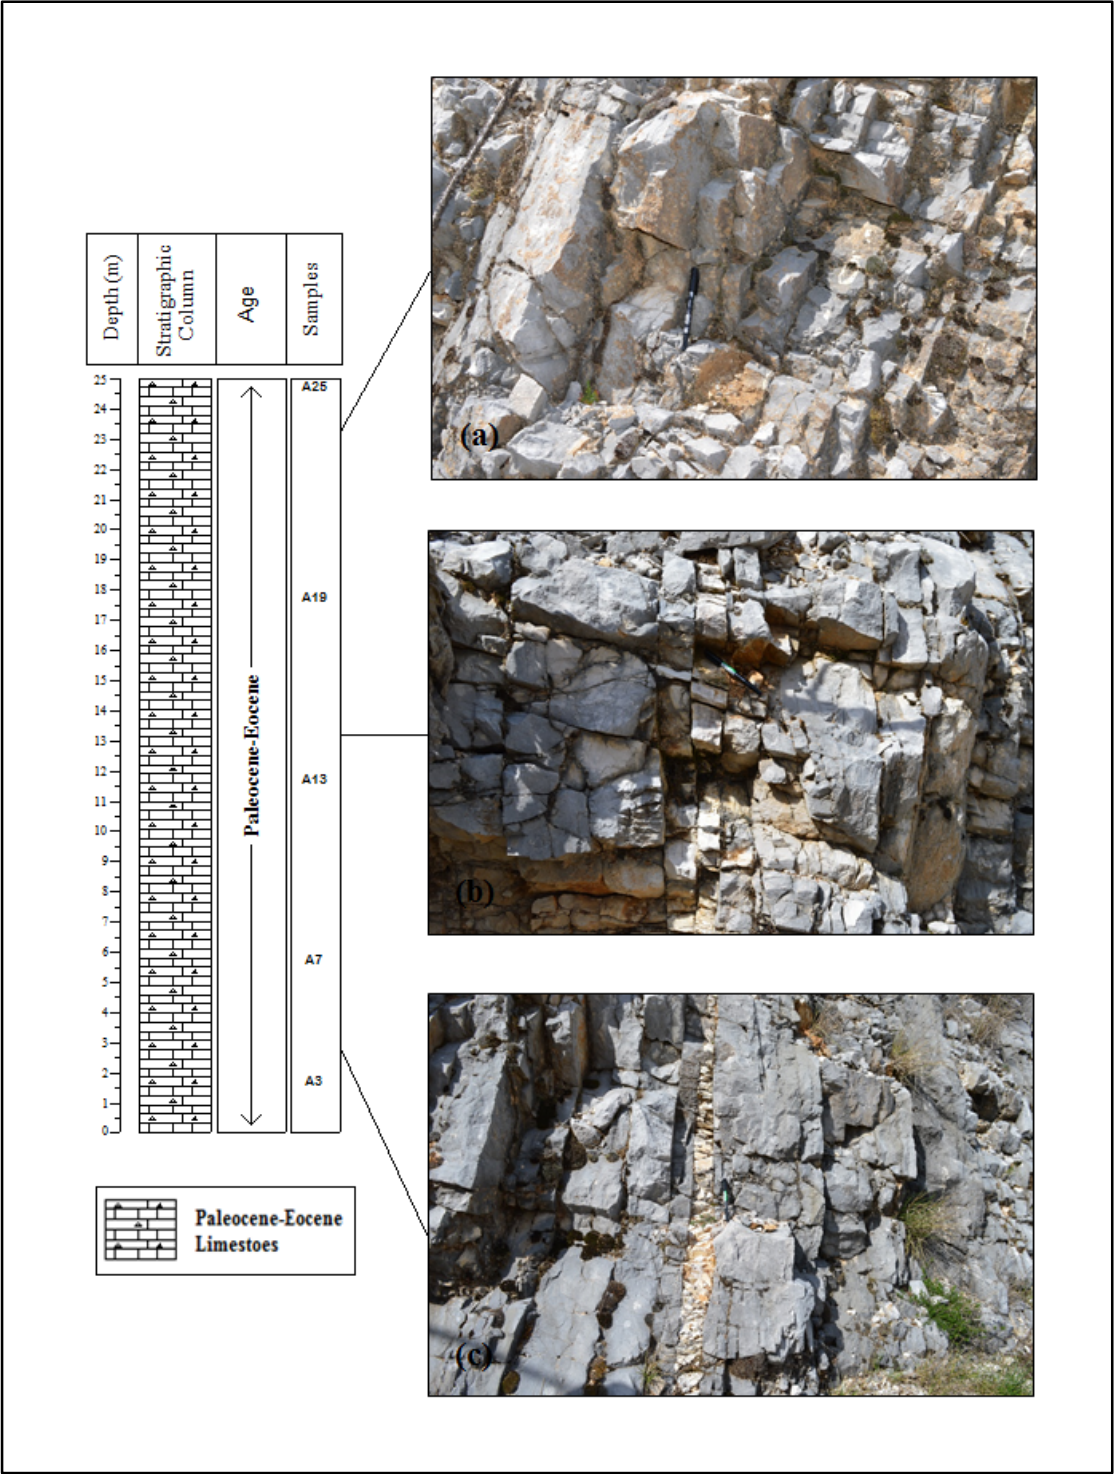 Depth (m)
Stratigraphic
Column
Age
Samples
25
24
23
22
21
20
19
18
17
16
15
14
13
12
11
10
9
8
7
6
5
4
3
2
1
0
Paleocene-Eocene
A25
A19
A13
A7
A3
(a)
(b)
(c)
Paleocene-Eocene
Limestoes